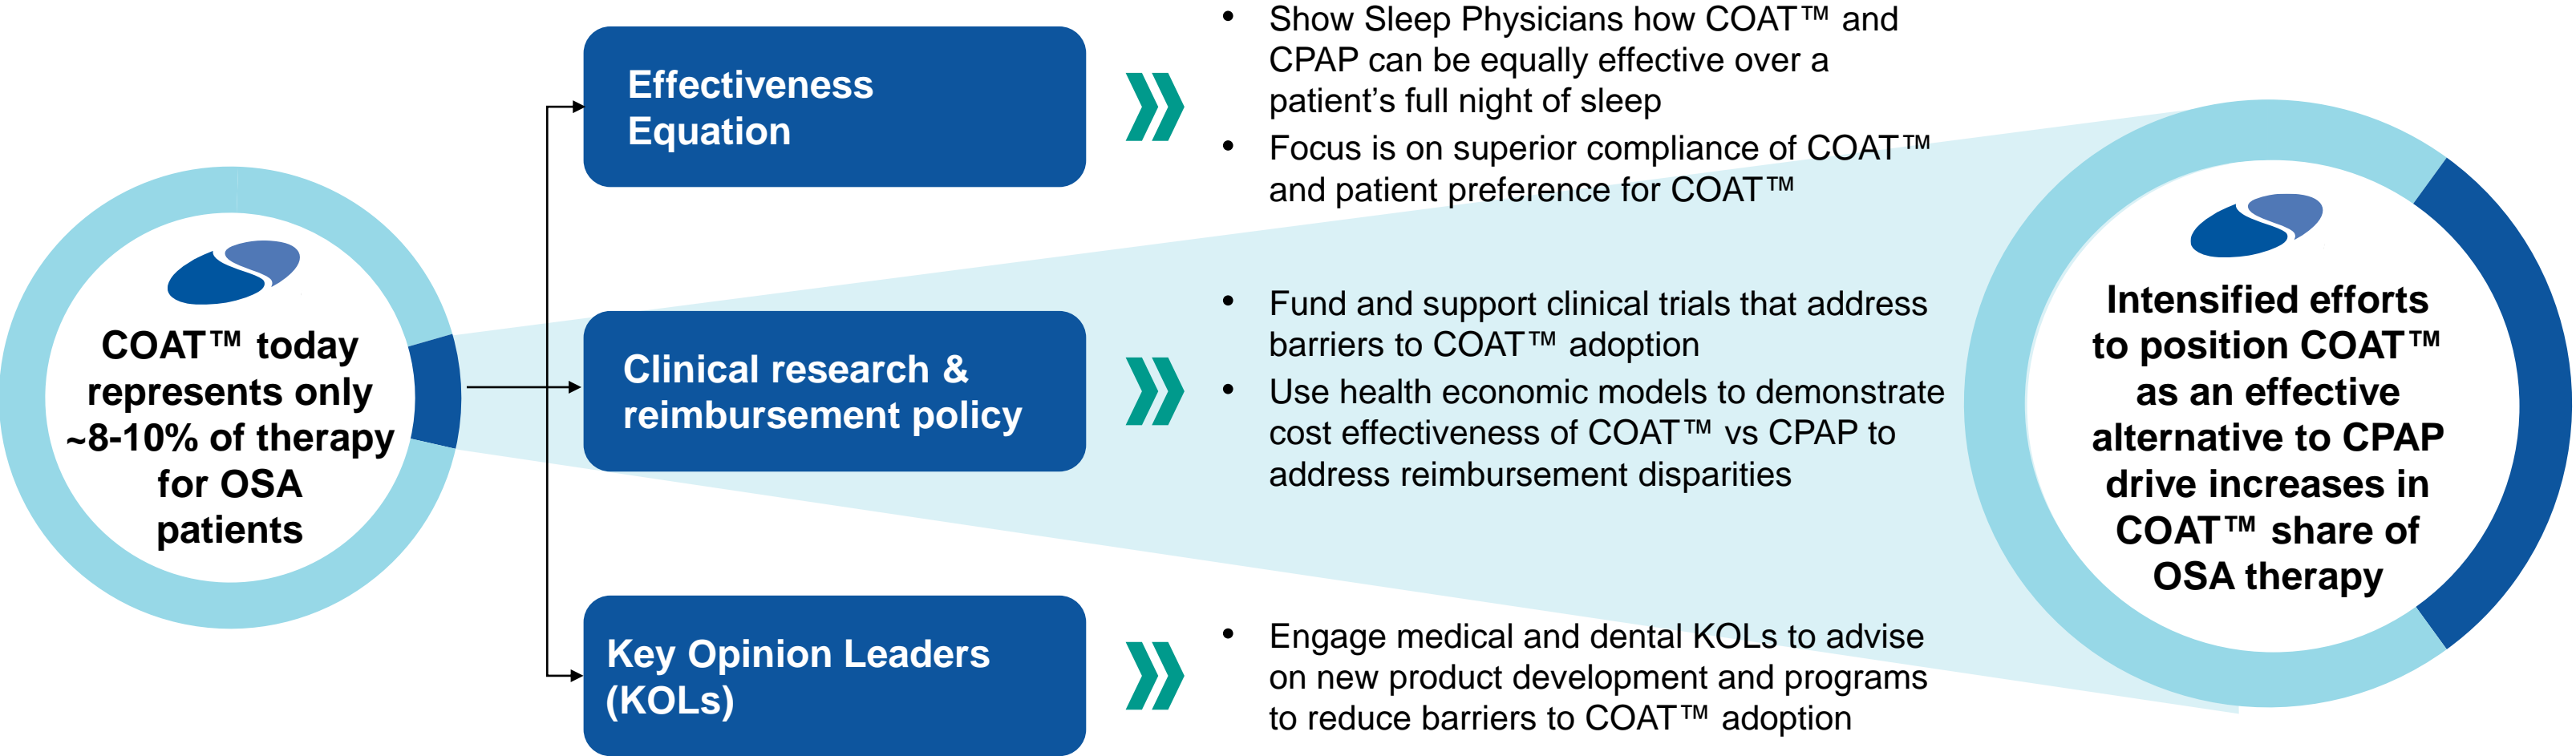 COAT™ today
represents only
~8-10% of therapy
for OSA
patients
Effectiveness
Equation
• Show Sleep Physicians how COAT™ and
CPAP can be equally effective over a
patient’s full night of sleep
• Focus is on superior compliance of COAT™
and patient preference for COAT™
Clinical research &
reimbursement policy
• Fund and support clinical trials that address
barriers to COAT™ adoption
• Use health economic models to demonstrate
cost effectiveness of COAT™ vs CPAP to
address reimbursement disparities
Key Opinion Leaders
(KOLs)
• Engage medical and dental KOLs to advise
on new product development and programs
to reduce barriers to COAT™ adoption
Intensified efforts
to position COAT™
as an effective
alternative to CPAP
drive increases in
COAT™ share of
OSA therapy